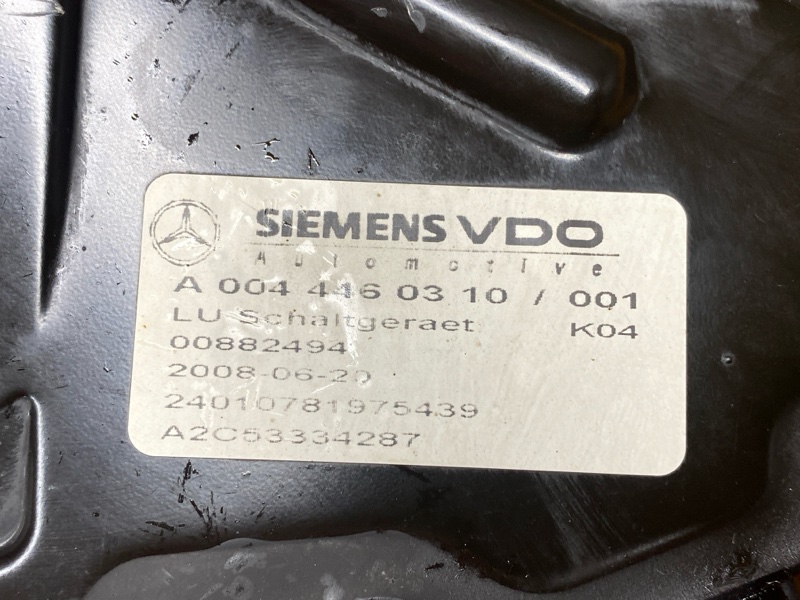 SIEMENS VDO
Automotive
A 004 446 03 10 / 001
LU Schaltgeraet K04
00882494
2008-06-20
24010781975439
A2C53334287